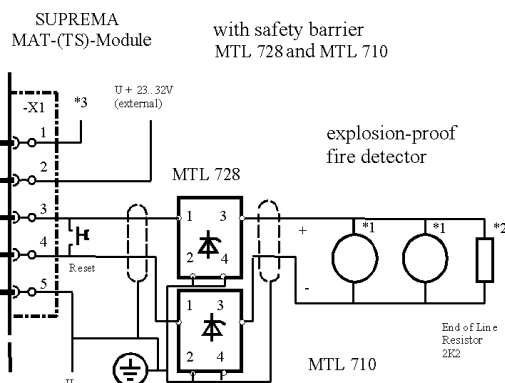 SUPREMA
MAT-(TS)-Module
with safety barrier
MTL 728 and MTL 710
-X1
*3
U + 23..32V
(external)
1
2
3
4
5
Reset
explosion-proof
fire detector
MTL 728
1 3
2 4
1 3
2 4
+
-
*1
*1
*2
End of Line
Resistor
2K2
MTL 710